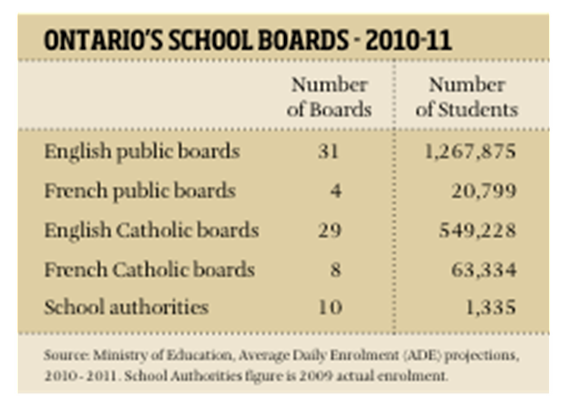 ONTARIO'S SCHOOL BOARDS - 2010-11
Number of Boards Number of Students
English public boards 31 1,267,875
French public boards 4 20,799
English Catholic boards 29 549,228
French Catholic boards 8 63,334
School authorities 10 1,335
Source: Ministry of Education, Average Daily Enrolment (ADE) projections,
2010-2011. School Authorities figure is 2009 actual enrolment.